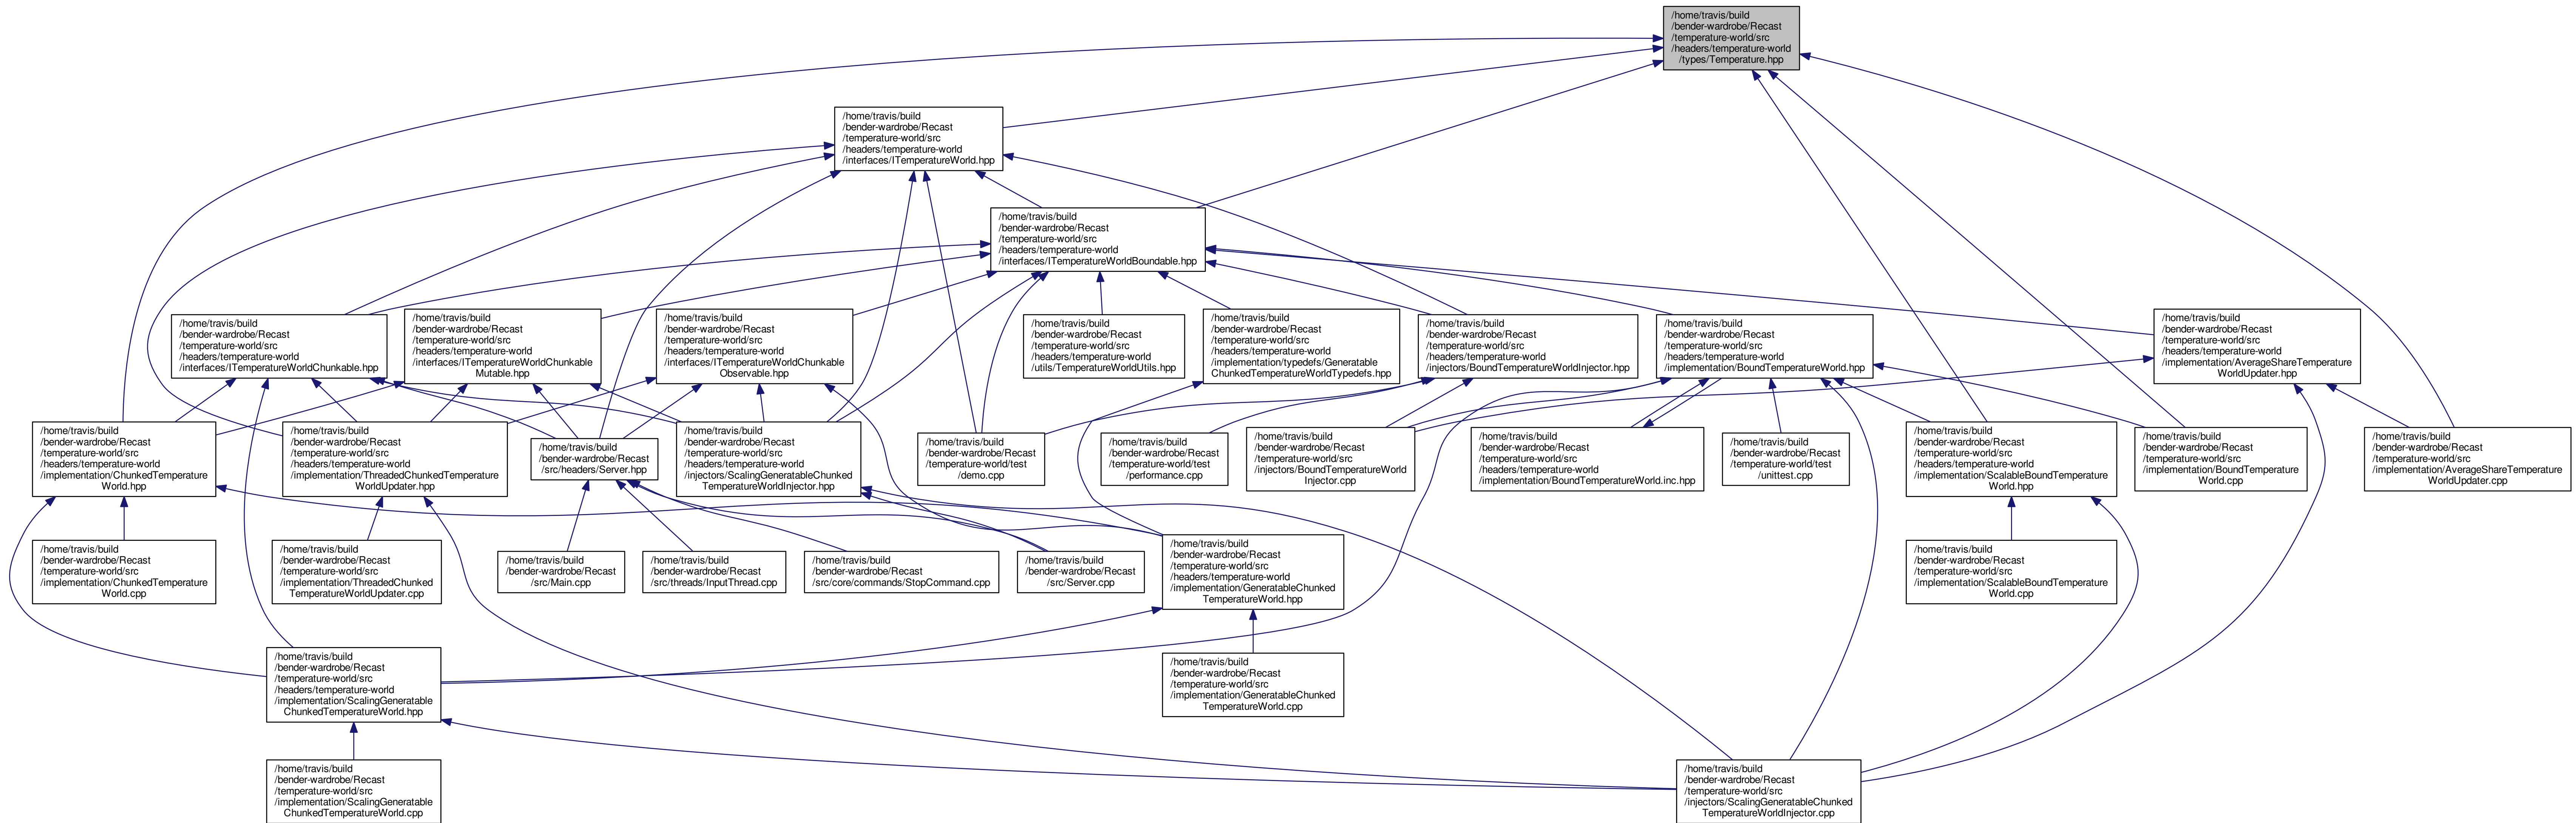 /home/travis/build
/bender-wardrobe/Recast
/temperature-world/src
/headers/temperature-world
/types/Temperature.hpp
/home/travis/build
/bender-wardrobe/Recast
/temperature-world/src
/headers/temperature-world
/interfaces/ITemperatureWorld.hpp
/home/travis/build
/bender-wardrobe/Recast
/temperature-world/src
/headers/temperature-world
/interfaces/ITemperatureWorldBoundable.hpp
/home/travis/build
/bender-wardrobe/Recast
/temperature-world/src
/headers/temperature-world
/interfaces/ITemperatureWorldChunkable.hpp
/home/travis/build
/bender-wardrobe/Recast
/temperature-world/src
/headers/temperature-world
/interfaces/ITemperatureWorldChunkable
Mutable.hpp
/home/travis/build
/bender-wardrobe/Recast
/temperature-world/src
/headers/temperature-world
/interfaces/ITemperatureWorldChunkable
Observable.hpp
/home/travis/build
/bender-wardrobe/Recast
/temperature-world/src
/headers/temperature-world
/utils/TemperatureWorldUtils.hpp
/home/travis/build
/bender-wardrobe/Recast
/temperature-world/src
/headers/temperature-world
/implementation/typedefs/Generatable
ChunkedTemperatureWorldTypedefs.hpp
/home/travis/build
/bender-wardrobe/Recast
/temperature-world/src
/headers/temperature-world
/injectors/BoundTemperatureWorldInjector.hpp
/home/travis/build
/bender-wardrobe/Recast
/temperature-world/src
/headers/temperature-world
/implementation/BoundTemperatureWorld.hpp
/home/travis/build
/bender-wardrobe/Recast
/temperature-world/src
/headers/temperature-world
/implementation/AverageShareTemperature
WorldUpdater.hpp
/home/travis/build
/bender-wardrobe/Recast
/temperature-world/src
/headers/temperature-world
/implementation/ChunkedTemperature
World.hpp
/home/travis/build
/bender-wardrobe/Recast
/temperature-world/src
/headers/temperature-world
/implementation/ThreadedChunkedTemperature
WorldUpdater.hpp
/home/travis/build
/bender-wardrobe/Recast
/src/headers/Server.hpp
/home/travis/build
/bender-wardrobe/Recast
/temperature-world/src
/headers/temperature-world
/injectors/ScalingGeneratableChunked
TemperatureWorldInjector.hpp
/home/travis/build
/bender-wardrobe/Recast
/temperature-world/test
/demo.cpp
/home/travis/build
/bender-wardrobe/Recast
/temperature-world/test
/performance.cpp
/home/travis/build
/bender-wardrobe/Recast
/temperature-world/src
/injectors/BoundTemperatureWorld
Injector.cpp
/home/travis/build
/bender-wardrobe/Recast
/temperature-world/src
/headers/temperature-world
/implementation/BoundTemperatureWorld.inc.hpp
/home/travis/build
/bender-wardrobe/Recast
/temperature-world/test
/unittest.cpp
/home/travis/build
/bender-wardrobe/Recast
/temperature-world/src
/headers/temperature-world
/implementation/ScalableBoundTemperature
World.hpp
/home/travis/build
/bender-wardrobe/Recast
/temperature-world/src
/implementation/BoundTemperature
World.cpp
/home/travis/build
/bender-wardrobe/Recast
/temperature-world/src
/implementation/AverageShareTemperature
WorldUpdater.cpp
/home/travis/build
/bender-wardrobe/Recast
/temperature-world/src
/implementation/ChunkedTemperature
World.cpp
/home/travis/build
/bender-wardrobe/Recast
/temperature-world/src
/implementation/ThreadedChunked
TemperatureWorldUpdater.cpp
/home/travis/build
/bender-wardrobe/Recast
/src/Main.cpp
/home/travis/build
/bender-wardrobe/Recast
/src/threads/InputThread.cpp
/home/travis/build
/bender-wardrobe/Recast
/src/core/commands/StopCommand.cpp
/home/travis/build
/bender-wardrobe/Recast
/src/Server.cpp
/home/travis/build
/bender-wardrobe/Recast
/temperature-world/src
/headers/temperature-world
/implementation/GeneratableChunked
TemperatureWorld.hpp
/home/travis/build
/bender-wardrobe/Recast
/temperature-world/src
/implementation/ScalableBoundTemperature
World.cpp
/home/travis/build
/bender-wardrobe/Recast
/temperature-world/src
/headers/temperature-world
/implementation/ScalingGeneratable
ChunkedTemperatureWorld.hpp
/home/travis/build
/bender-wardrobe/Recast
/temperature-world/src
/implementation/GeneratableChunked
TemperatureWorld.cpp
/home/travis/build
/bender-wardrobe/Recast
/temperature-world/src
/implementation/ScalingGeneratable
ChunkedTemperatureWorld.cpp
/home/travis/build
/bender-wardrobe/Recast
/temperature-world/src
/injectors/ScalingGeneratableChunked
TemperatureWorldInjector.cpp